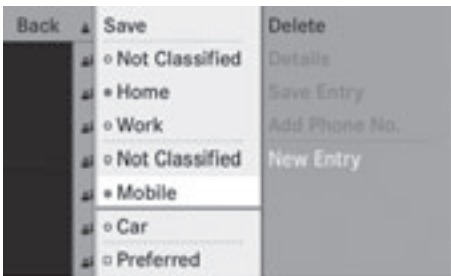 Back
Save
Not Classified
Home
Work
Not Classified
Mobile
Car
Preferred
Delete
Details
Save Entry
Add Phone No.
New Entry